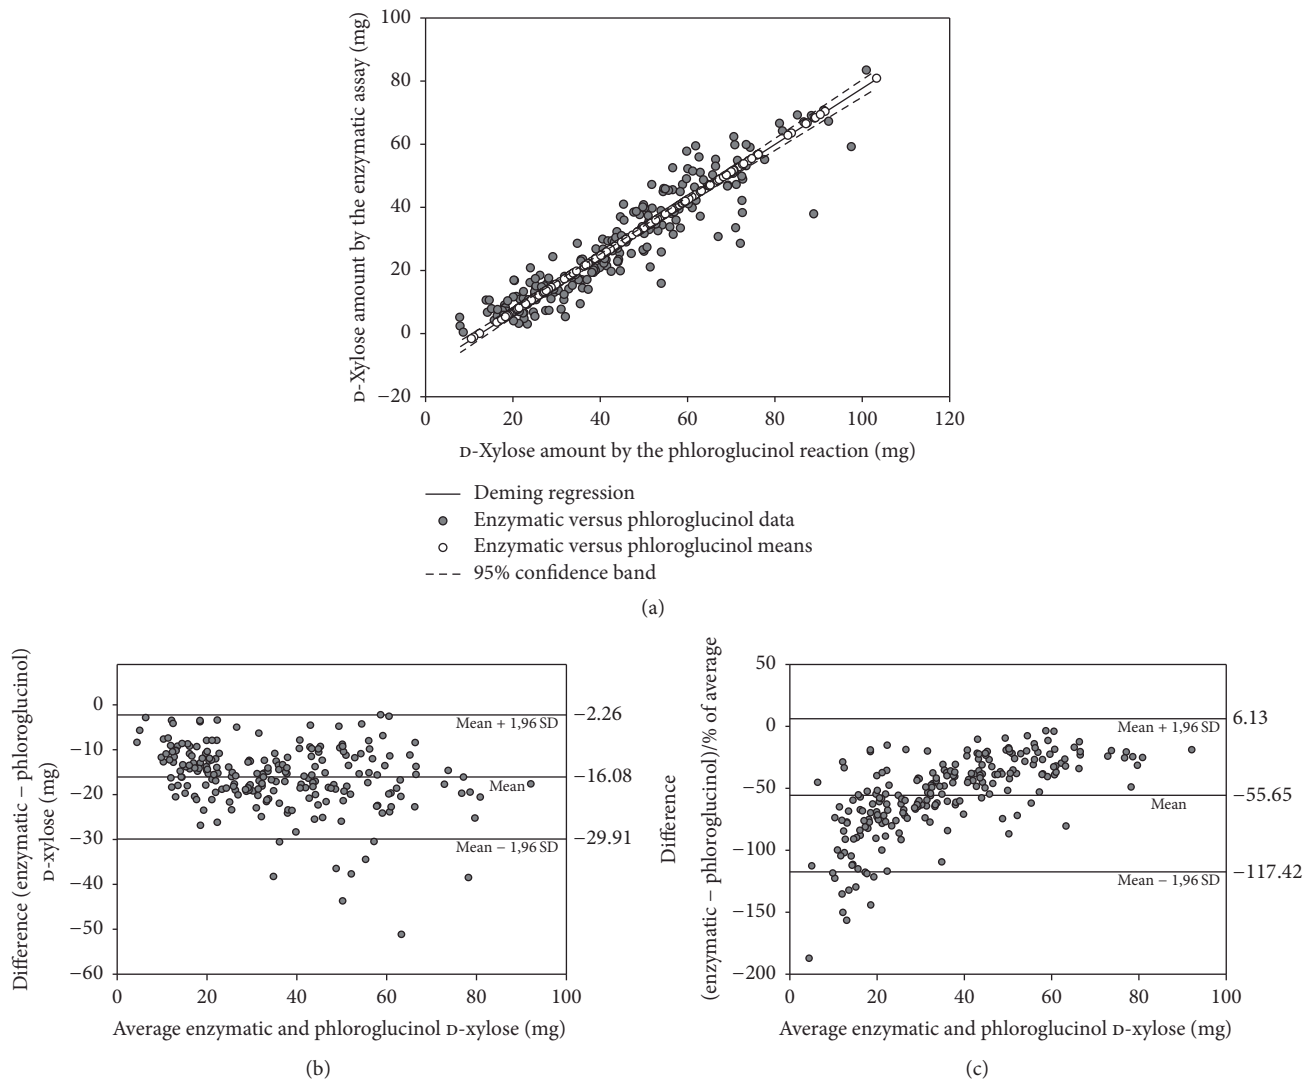 D-Xylose amount by the enzymatic assay (mg)
100
80
60
40
20
0
−20
0 20 40 60 80 100 120
D-Xylose amount by the phloroglucinol reaction (mg)
Deming regression
Enzymatic versus phloroglucinol data
Enzymatic versus phloroglucinol means
95% confidence band
(a)
Difference (enzymatic − phloroglucinol)
D-xylose (mg)
0
−10
−20
−30
−40
−50
−60
−2.26
Mean + 1,96 SD
−16.08
Mean
−29.91
Mean − 1,96 SD
0 20 40 60 80 100
Average enzymatic and phloroglucinol D-xylose (mg)
(b)
Difference
(enzymatic − phloroglucinol)/% of average
50
0
−50
−100
−150
−200
6.13
Mean + 1,96 SD
−55.65
Mean
−117.42
Mean − 1,96 SD
0 20 40 60 80 100
Average enzymatic and phloroglucinol D-xylose (mg)
(c)